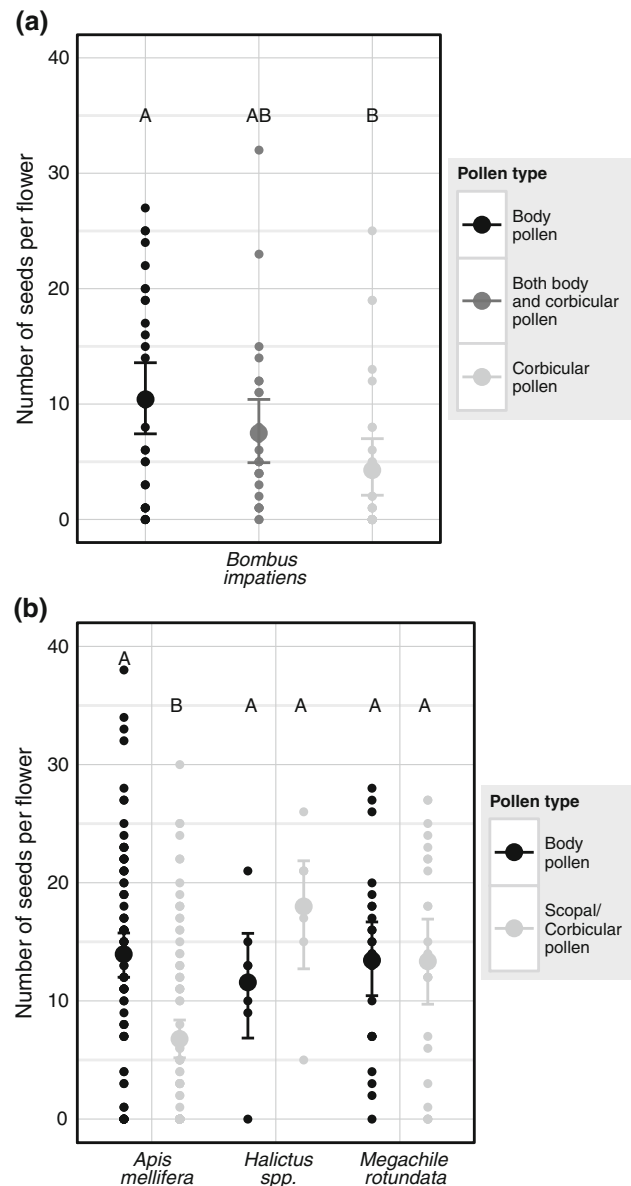 (a)
40
30
20
10
0
Number of seeds per flower
A AB B
Bombus
impatiens
Pollen type
Body
pollen
Both body
and corbicular
pollen
Corbicular
pollen
(b)
40
30
20
10
0
Number of seeds per flower
A
B A A A A
Apis
mellifera
Halictus
spp.
Megachile
rotundata
Pollen type
Body
pollen
Scopal/
Corbicular
pollen